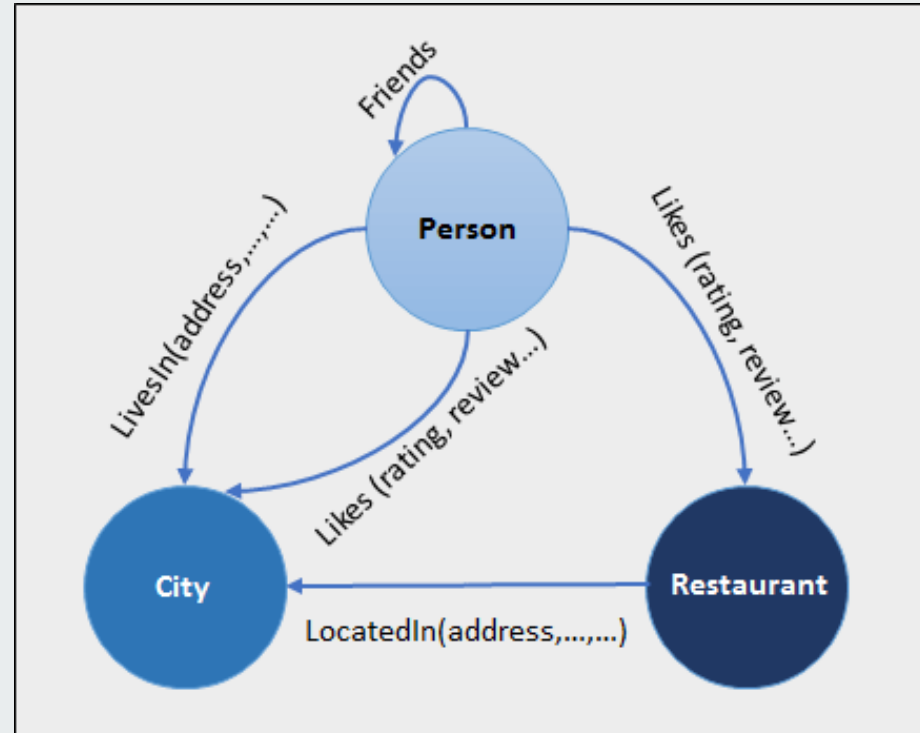 Friends
Person
LivesIn(address,...,...)
Likes (rating, review...)
Likes (rating, review...)
City
Restaurant
LocatedIn(address,...,...)